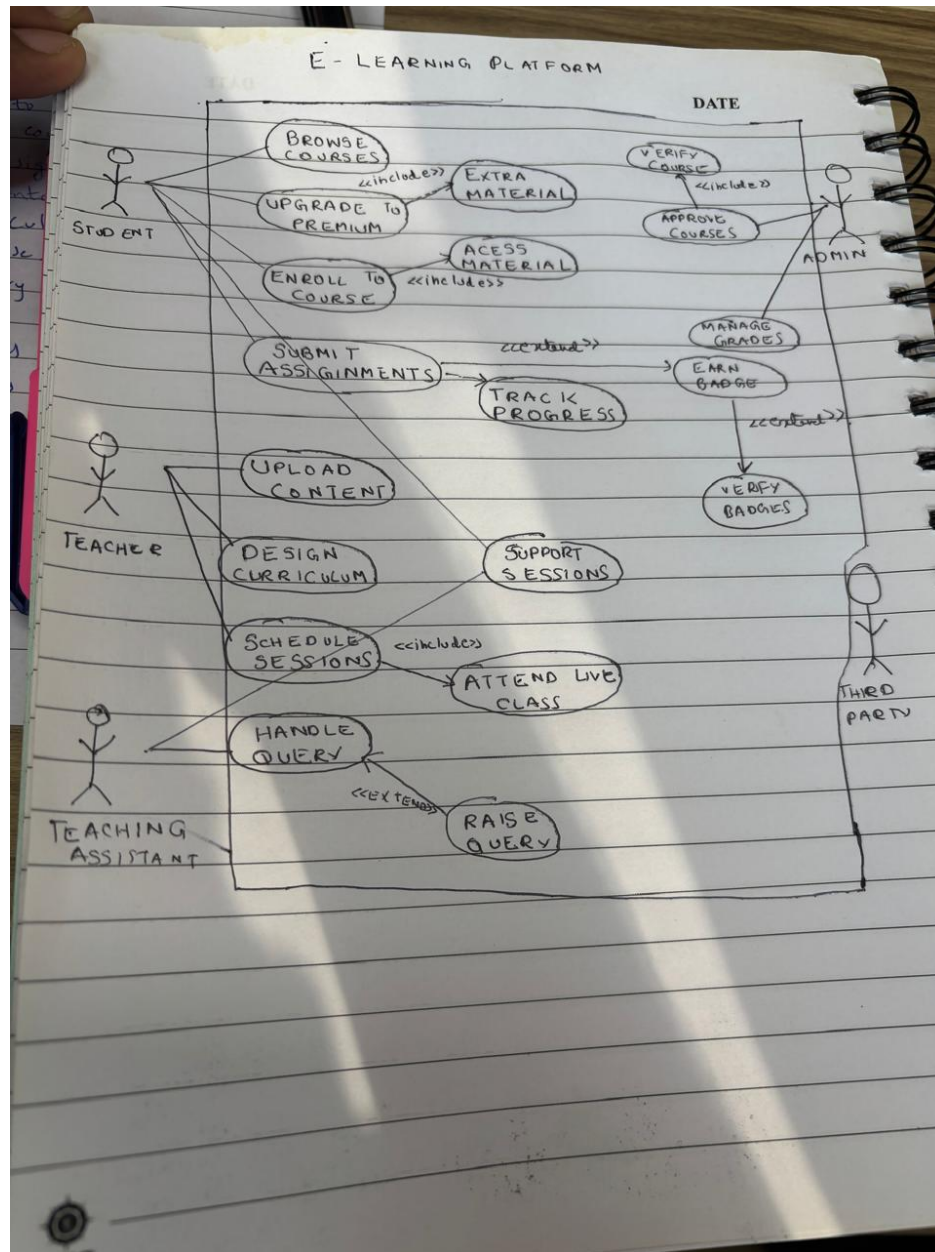 E - LEARNING PLATFORM
DATE
BROWSE
COURSES
<<include>>
EXTRA
MATERIAL
UPGRADE TO
PREMIUM
STUDENT
VERIFY
COURSE
<<include>>
APPROVE
COURSES
ADMIN
ACESS
MATERIAL
ENROLL TO
COURSE
<<includes>>
MANAGE
GRADES
SUBMIT
ASSIGNMENTS
<<extend>>
EARN
BADGE
TRACK
PROGRESS
<<extend>>
VERIFY
BADGES
UPLOAD
CONTENT
TEACHER
DESIGN
CURRICULUM
SUPPORT
SESSIONS
SCHEDULE
SESSIONS
<<include>>
ATTEND LIVE
CLASS
THIRD
PARTY
HANDLE
QUERY
<<EXTEND>>
RAISE
QUERY
TEACHING
ASSISTANT